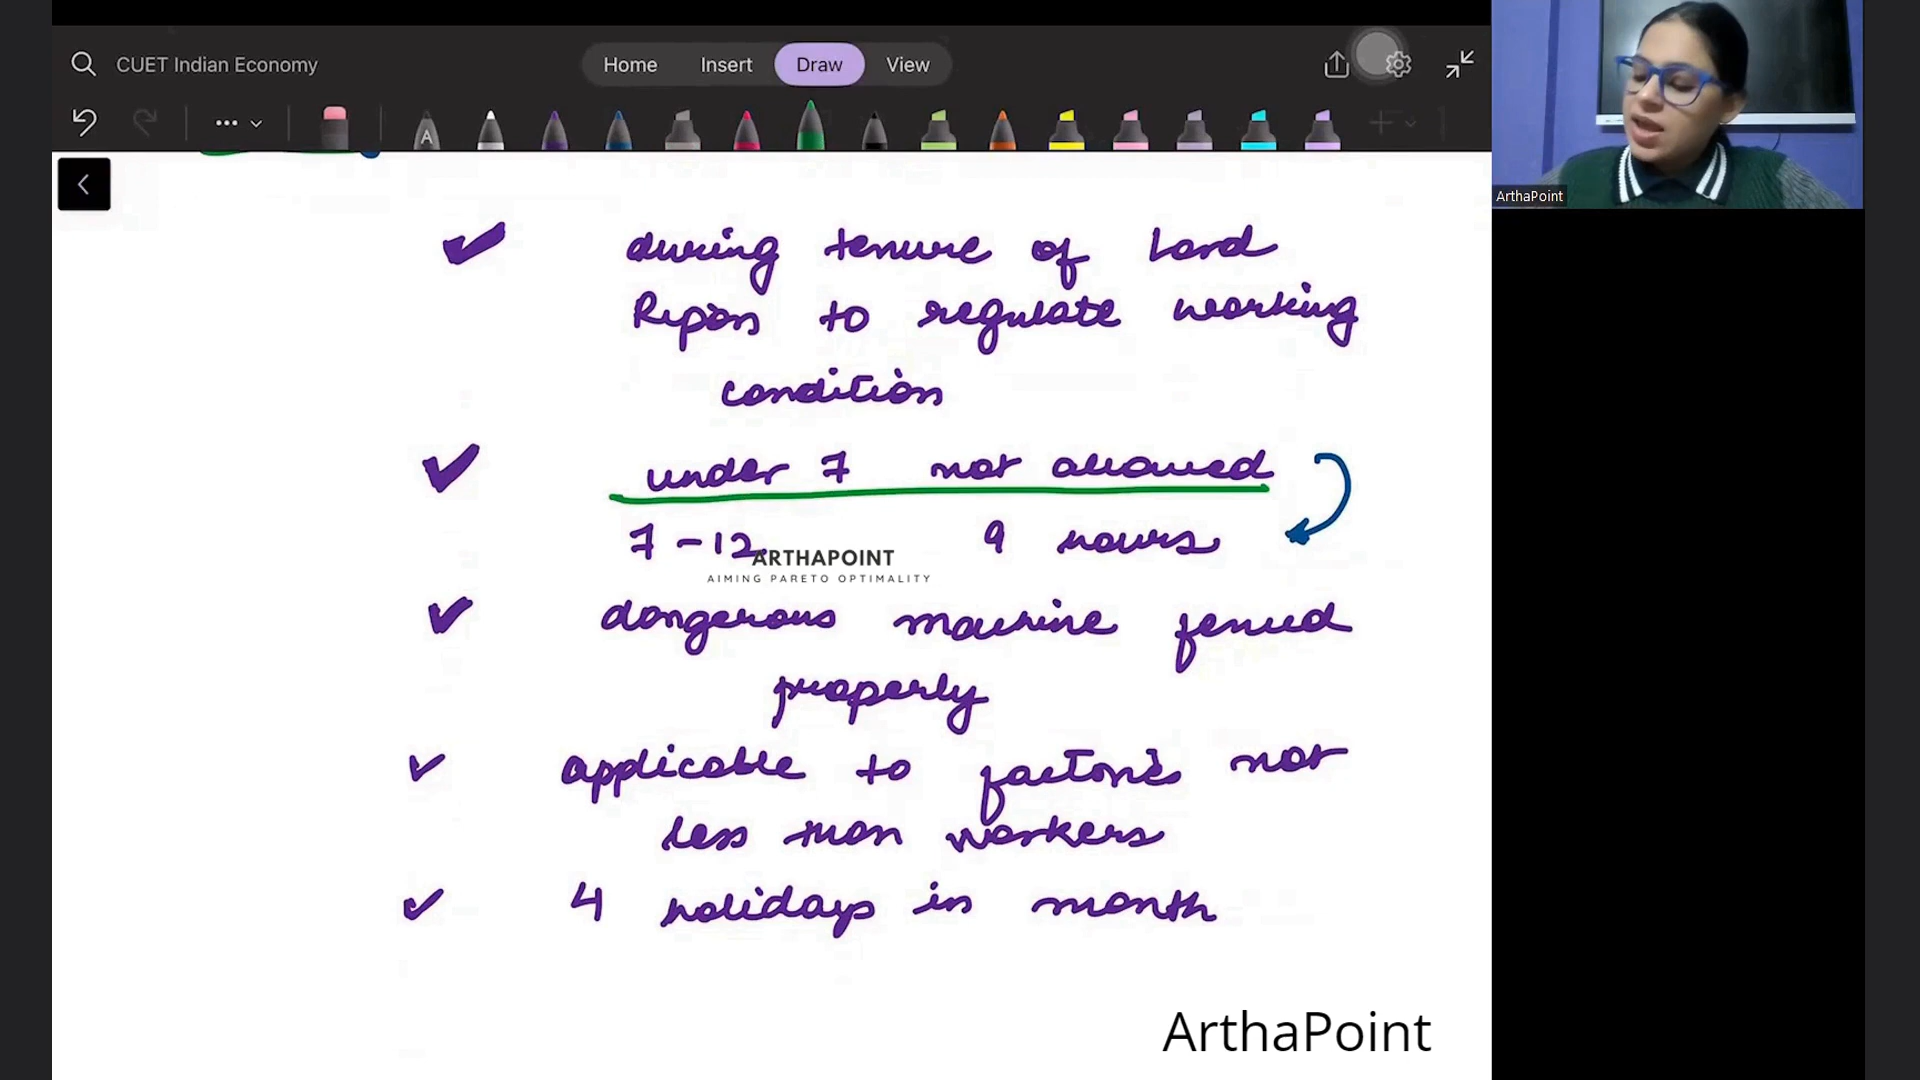 CUET Indian Economy
Home Insert Draw View
A
ArthaPoint
during tenure of Lord
Ripon to regulate working
condition
under 7 not allowed
7-12 9 hours
ARTHAPOINT
AIMING PARETO OPTIMALITY
dangerous machine fenced
properly
applicable to factories not
less than workers
4 holidays in month
ArthaPoint